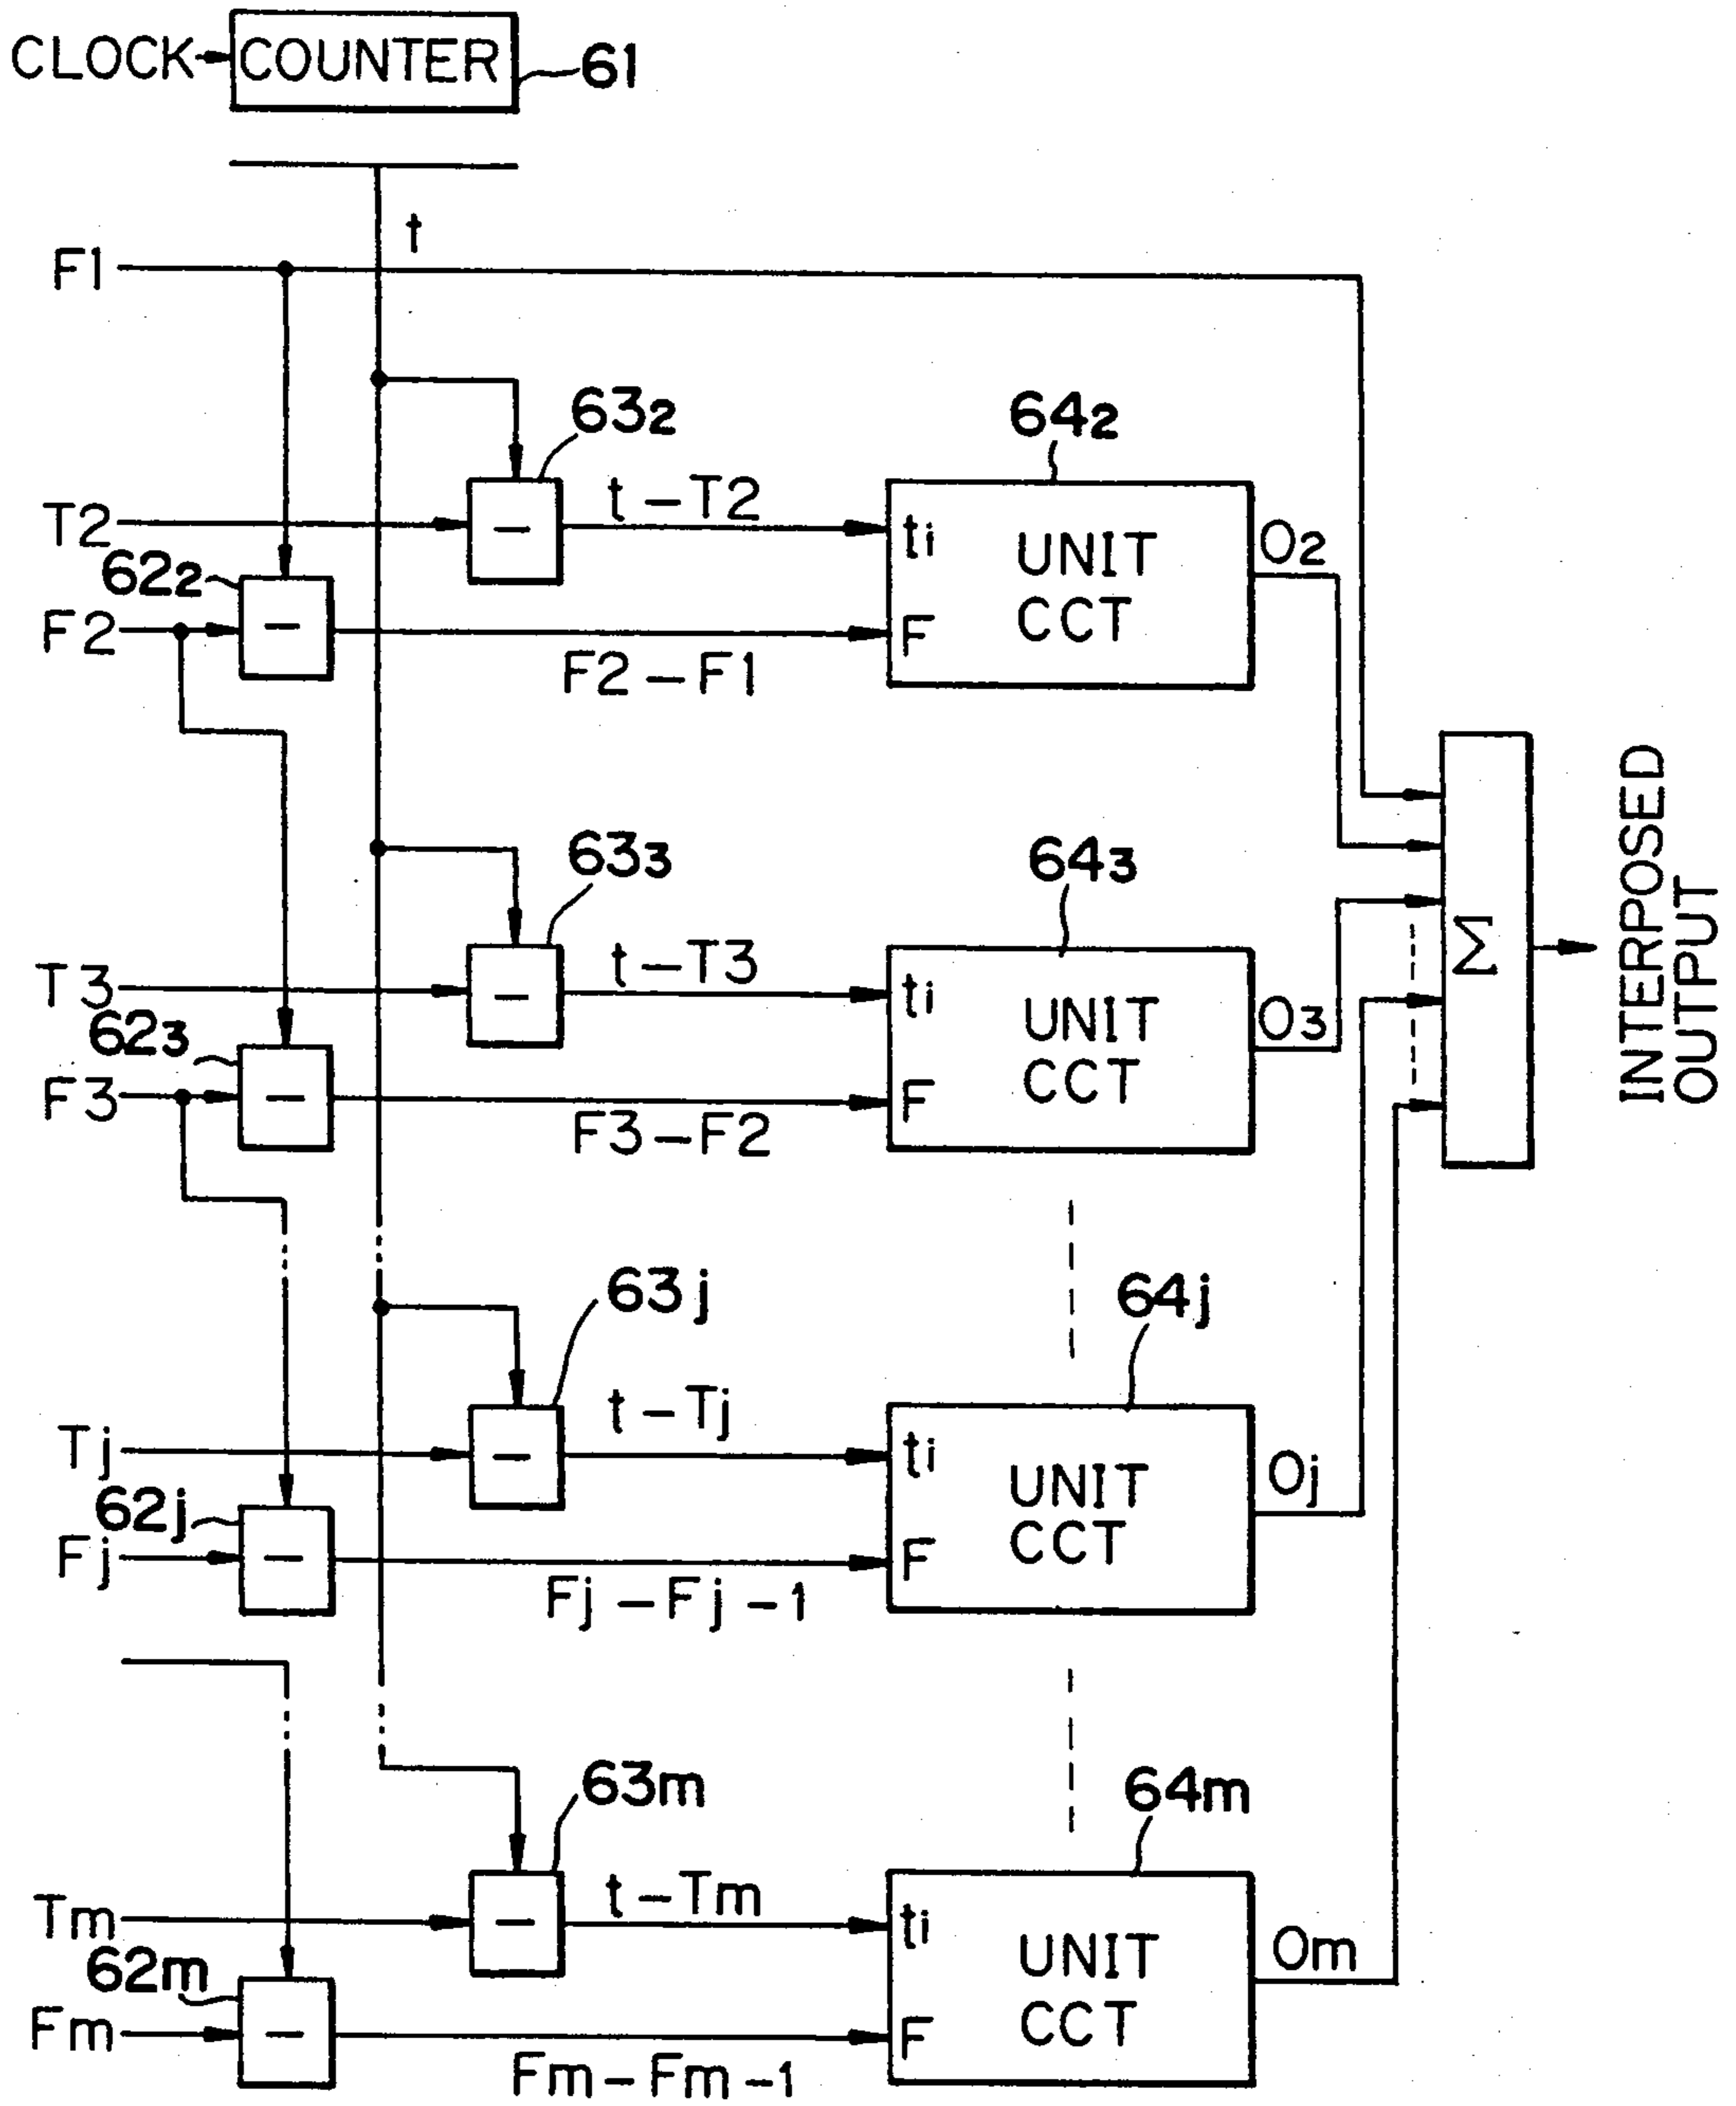 CLOCK
COUNTER
61
t
F1
63₂
64₂
T2
−
t−T2
ti
UNIT
CCT
O₂
62₂
F2
−
F2−F1
F
INTERPOSED
OUTPUT
Σ
63₃
64₃
T3
−
t−T3
ti
UNIT
CCT
O₃
62₃
F3
−
F3−F2
F
63j
64j
Tj
−
t−Tj
ti
UNIT
CCT
Oj
62j
Fj
−
Fj−Fj−1
F
63m
64m
Tm
−
t−Tm
ti
UNIT
CCT
Om
62m
Fm
−
Fm−Fm−1
F